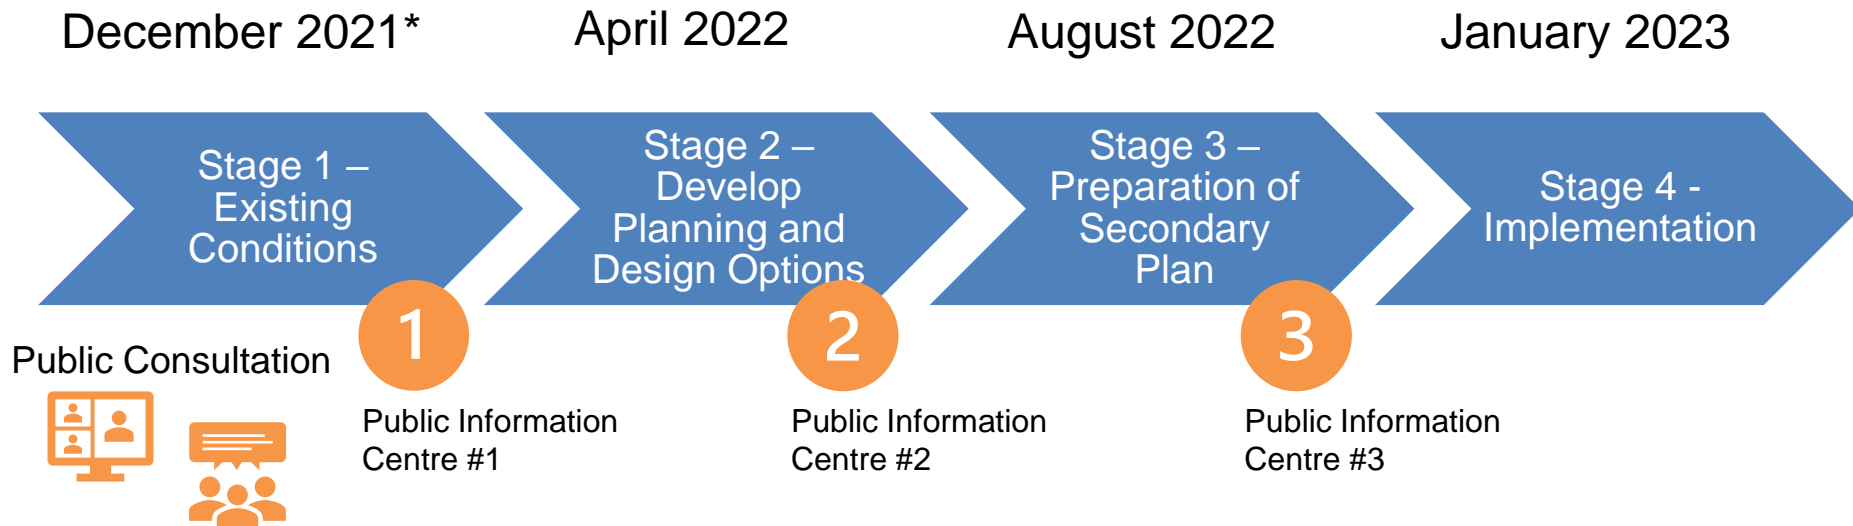 December 2021*
April 2022
August 2022
January 2023
Stage 1 –
Existing
Conditions
Stage 2 –
Develop
Planning and
Design Options
Stage 3 –
Preparation of
Secondary
Plan
Stage 4 -
Implementation
1
2
3
Public Consultation
Public Information
Centre #1
Public Information
Centre #2
Public Information
Centre #3